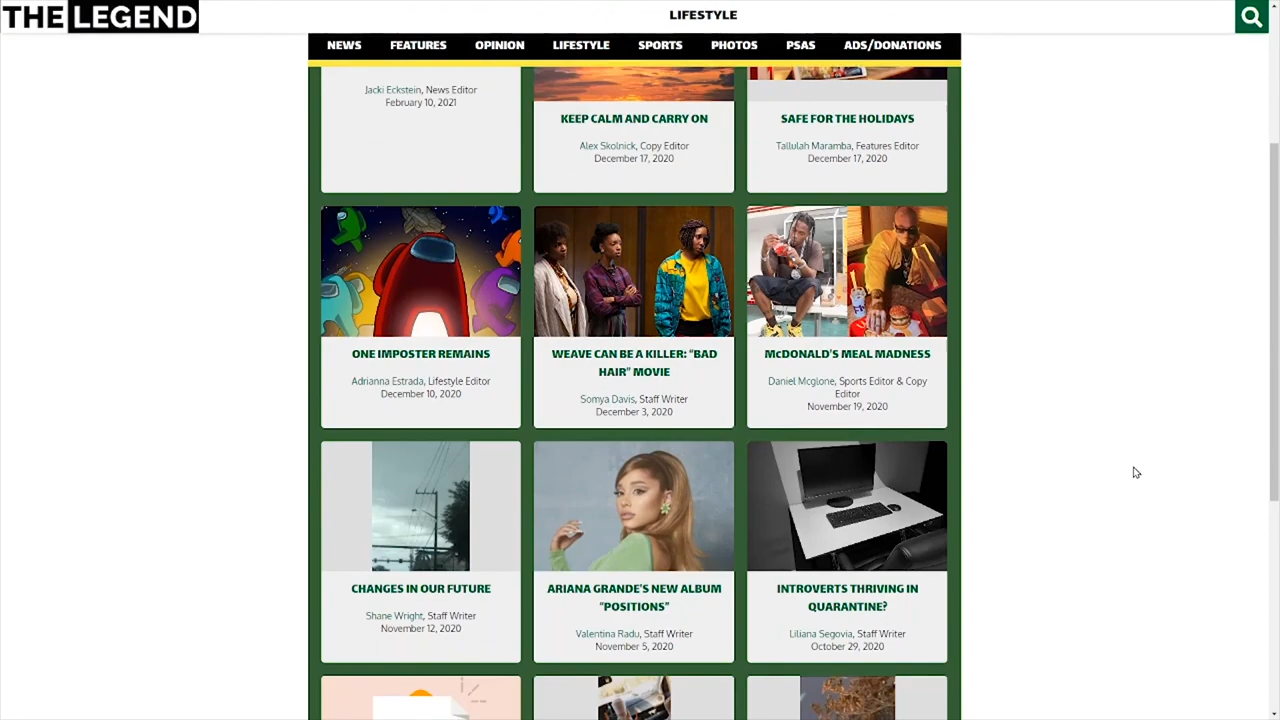 THE LEGEND
LIFESTYLE
NEWS FEATURES OPINION LIFESTYLE SPORTS PHOTOS PSAS ADS/DONATIONS
Jacki Eckstein, News Editor
February 10, 2021
KEEP CALM AND CARRY ON
Alex Skolnick, Copy Editor
December 17, 2020
SAFE FOR THE HOLIDAYS
Tallulah Maramba, Features Editor
December 17, 2020
ONE IMPOSTER REMAINS
Adrianna Estrada, Lifestyle Editor
December 10, 2020
WEAVE CAN BE A KILLER: "BAD
HAIR" MOVIE
Somya Davis, Staff Writer
December 3, 2020
McDONALD'S MEAL MADNESS
Daniel Mcglone, Sports Editor & Copy
Editor
November 19, 2020
CHANGES IN OUR FUTURE
Shane Wright, Staff Writer
November 12, 2020
ARIANA GRANDE'S NEW ALBUM
"POSITIONS"
Valentina Radu, Staff Writer
November 5, 2020
INTROVERTS THRIVING IN
QUARANTINE?
Liliana Segovia, Staff Writer
October 29, 2020